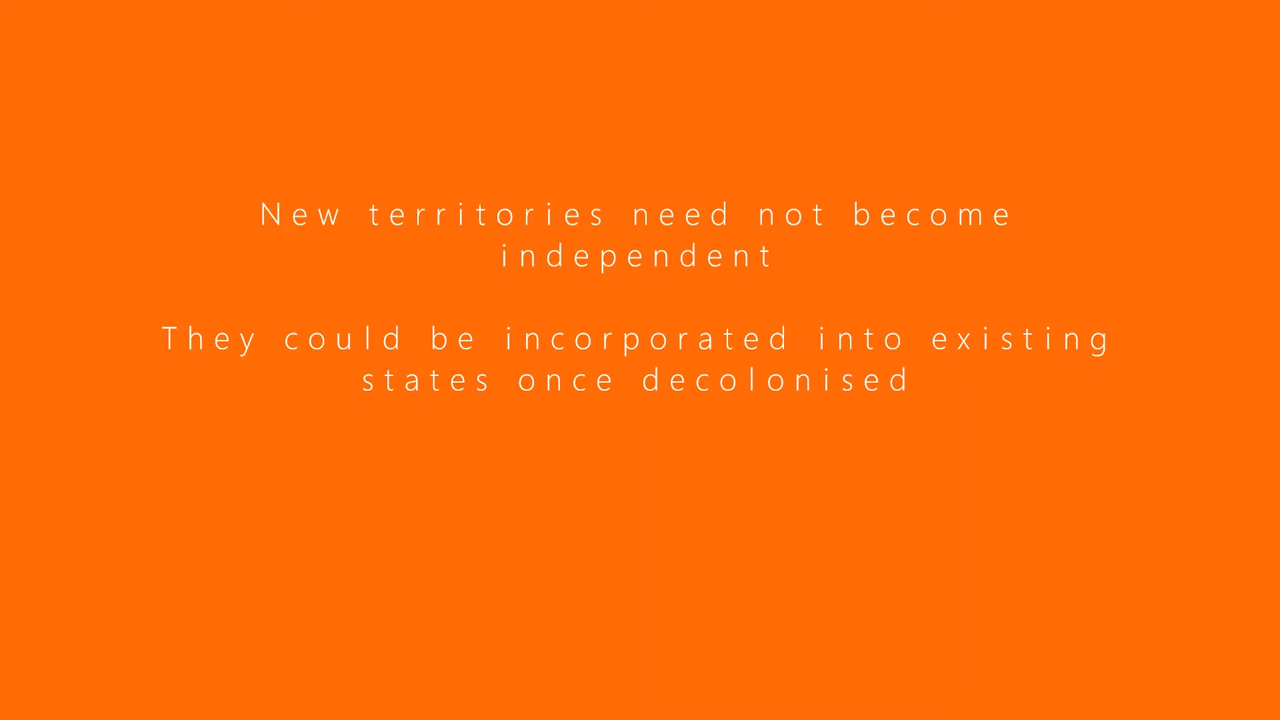 New territories need not become
independent
They could be incorporated into existing
states once decolonised